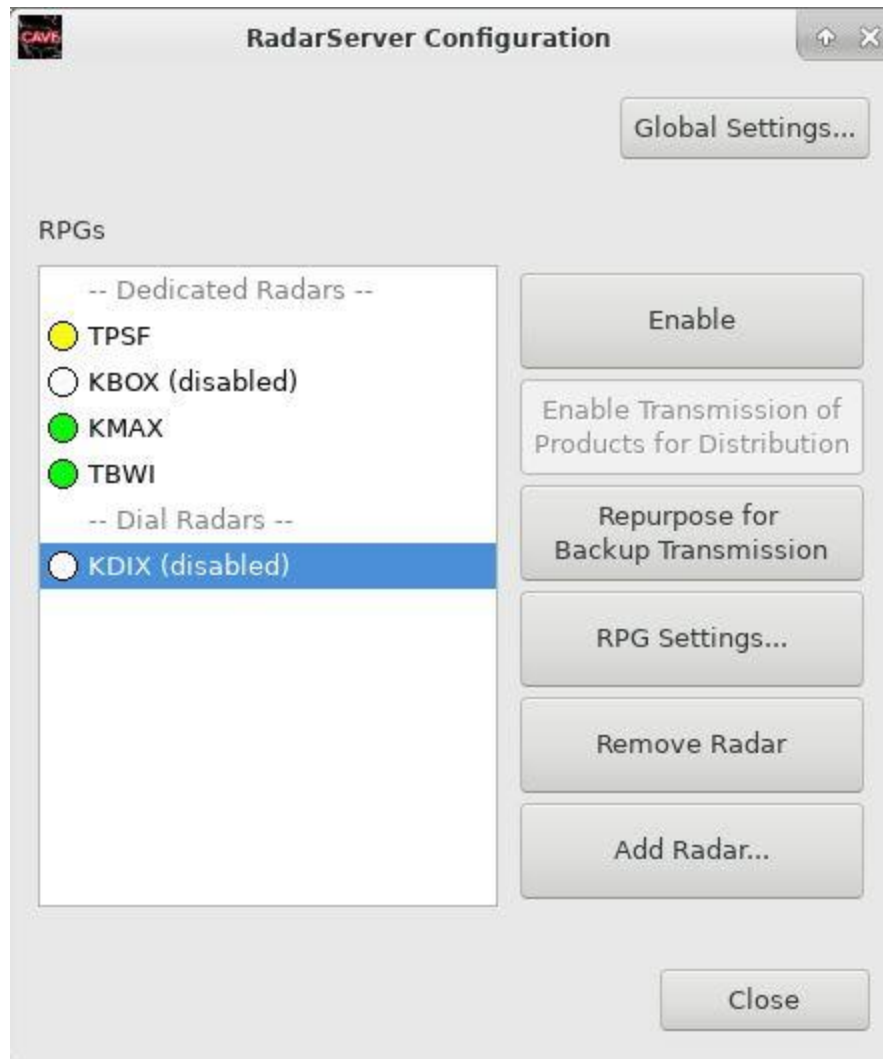 CAVE
RadarServer Configuration
Global Settings...
RPGs
-- Dedicated Radars --
TPSF
KBOX (disabled)
KMAX
TBWI
-- Dial Radars --
KDIX (disabled)
Enable
Enable Transmission of
Products for Distribution
Repurpose for
Backup Transmission
RPG Settings...
Remove Radar
Add Radar...
Close